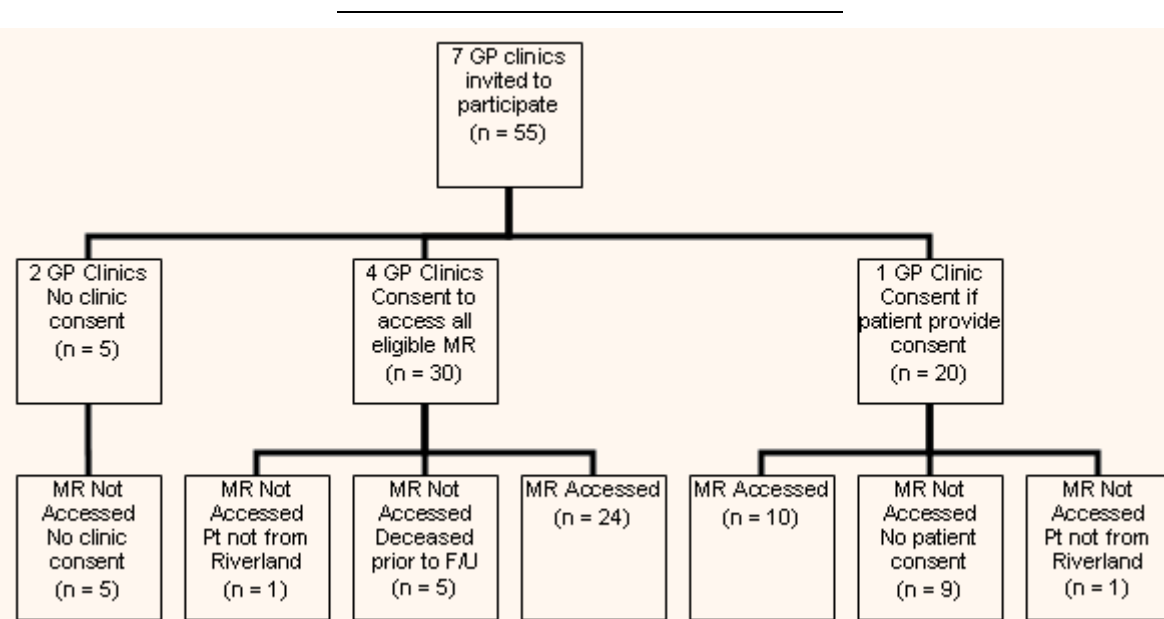 7 GP clinics
invited to
participate
(n = 55)
2 GP Clinics
No clinic
consent
(n = 5)
4 GP Clinics
Consent to
access all
eligible MR
(n = 30)
1 GP Clinic
Consent if
patient provide
consent
(n = 20)
MR Not
Accessed
No clinic
consent
(n = 5)
MR Not
Accessed
Pt not from
Riverland
(n = 1)
MR Not
Accessed
Deceased
prior to F/U
(n = 5)
MR Accessed
(n = 24)
MR Accessed
(n = 10)
MR Not
Accessed
No patient
consent
(n = 9)
MR Not
Accessed
Pt not from
Riverland
(n = 1)